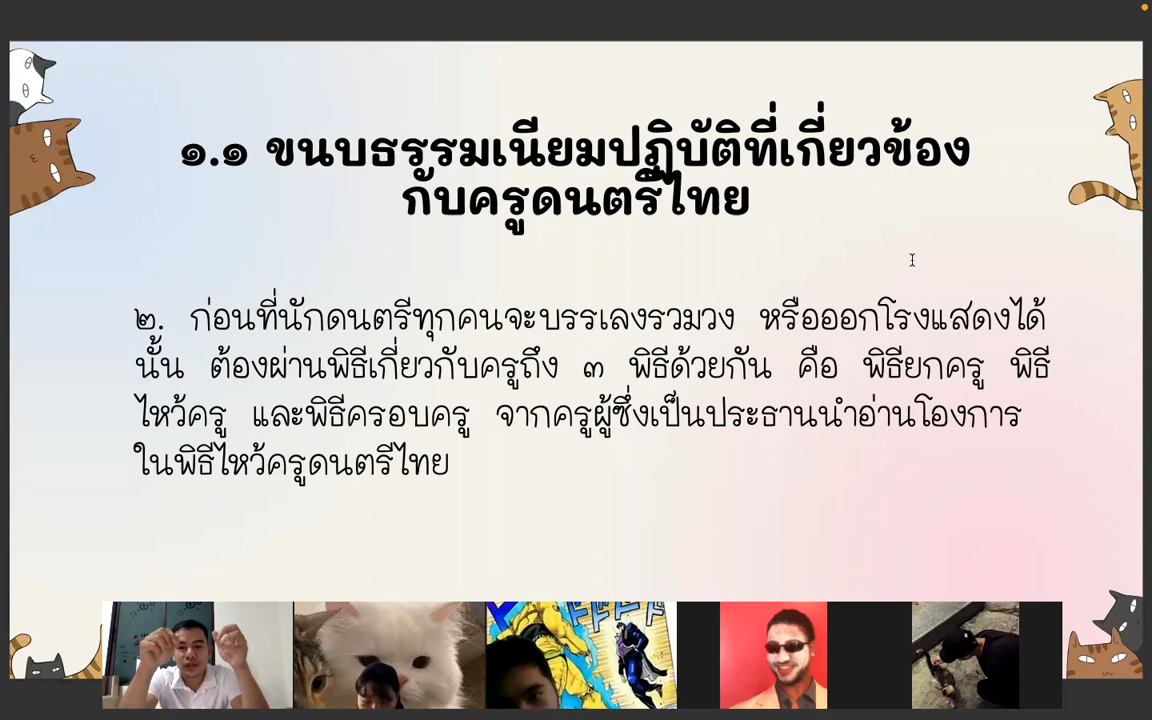 ๑.๑ ขนบธรรมเนียมปฏิบัติที่เกี่ยวข้อง
กับครูดนตรีไทย
๒. ก่อนที่นักดนตรีทุกคนจะบรรเลงรวมวง หรือออกโรงแสดงได้
นั้น ต้องผ่านพิธีเกี่ยวกับครูถึง ๓ พิธีด้วยกัน คือ พิธียกครู พิธี
ไหว้ครู และพิธีครอบครู จากครูผู้ซึ่งเป็นประธานนำอ่านโองการ
ในพิธีไหว้ครูดนตรีไทย